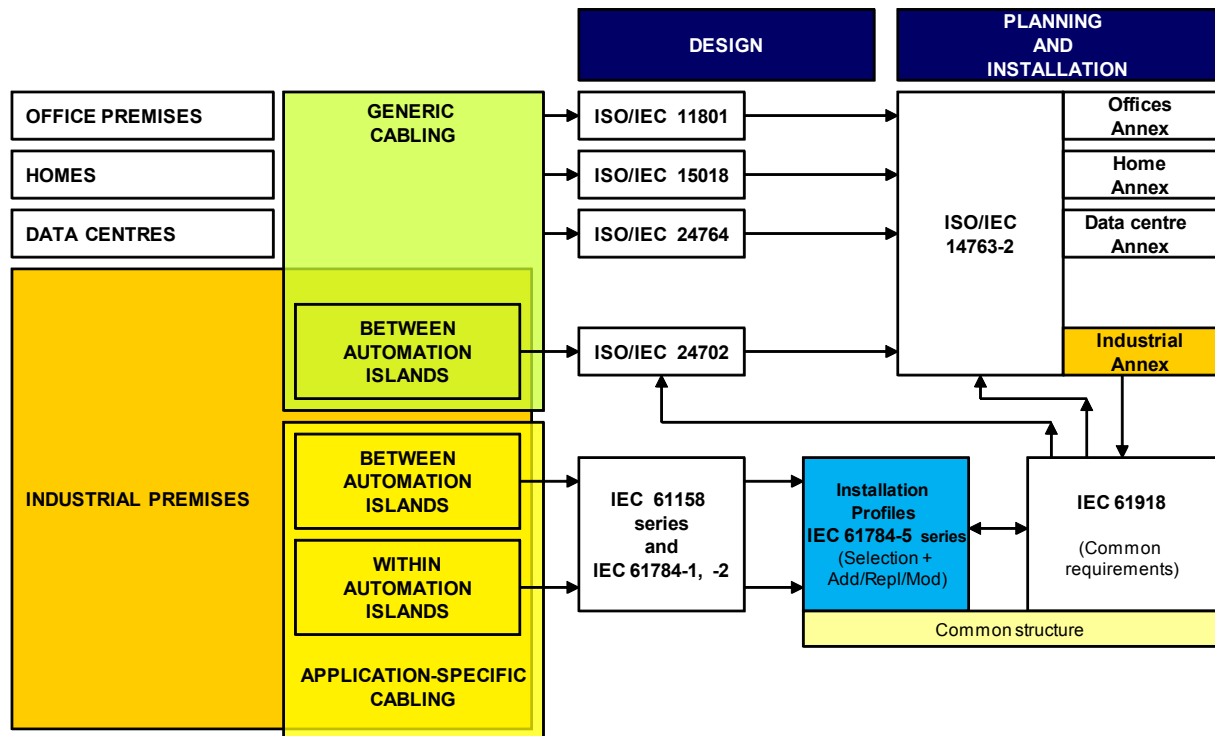 DESIGN
PLANNING
AND
INSTALLATION
OFFICE PREMISES
HOMES
DATA CENTRES
INDUSTRIAL PREMISES
GENERIC
CABLING
BETWEEN
AUTOMATION
ISLANDS
BETWEEN
AUTOMATION
ISLANDS
WITHIN
AUTOMATION
ISLANDS
APPLICATION-SPECIFIC
CABLING
ISO/IEC 11801
ISO/IEC 15018
ISO/IEC 24764
ISO/IEC 24702
IEC 61158
series
and
IEC 61784-1, -2
ISO/IEC
14763-2
Offices
Annex
Home
Annex
Data centre
Annex
Industrial
Annex
Installation
Profiles
IEC 61784-5 series
(Selection +
Add/Repl/Mod)
IEC 61918
(Common
requirements)
Common structure